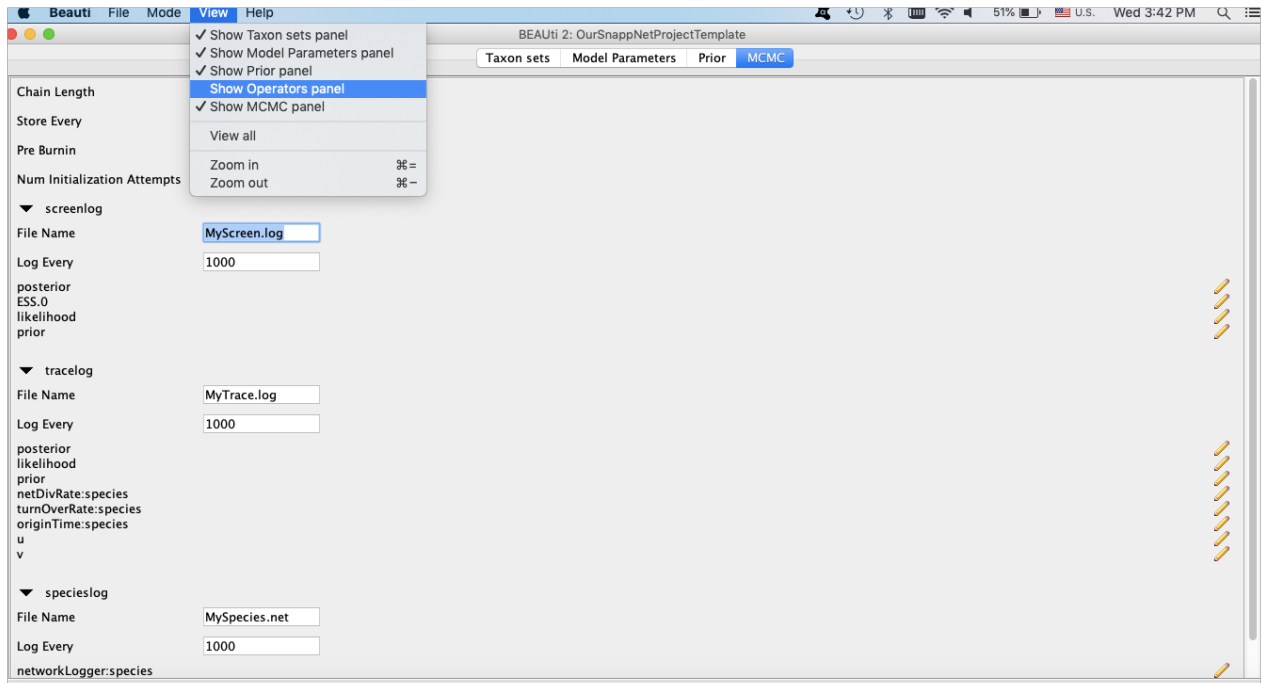 Beauti File Mode View Help 51% U.S. Wed 3:42 PM
BEAUti 2: OurSnappNetProjectTemplate
✓ Show Taxon sets panel
✓ Show Model Parameters panel
✓ Show Prior panel
Show Operators panel
✓ Show MCMC panel
View all
Zoom in ⌘=
Zoom out ⌘−
Taxon sets Model Parameters Prior MCMC
Chain Length
Store Every
Pre Burnin
Num Initialization Attempts
screenlog
File Name MyScreen.log
Log Every 1000
posterior
ESS.0
likelihood
prior
tracelog
File Name MyTrace.log
Log Every 1000
posterior
likelihood
prior
netDivRate:species
turnOverRate:species
originTime:species
u
v
specieslog
File Name MySpecies.net
Log Every 1000
networkLogger:species